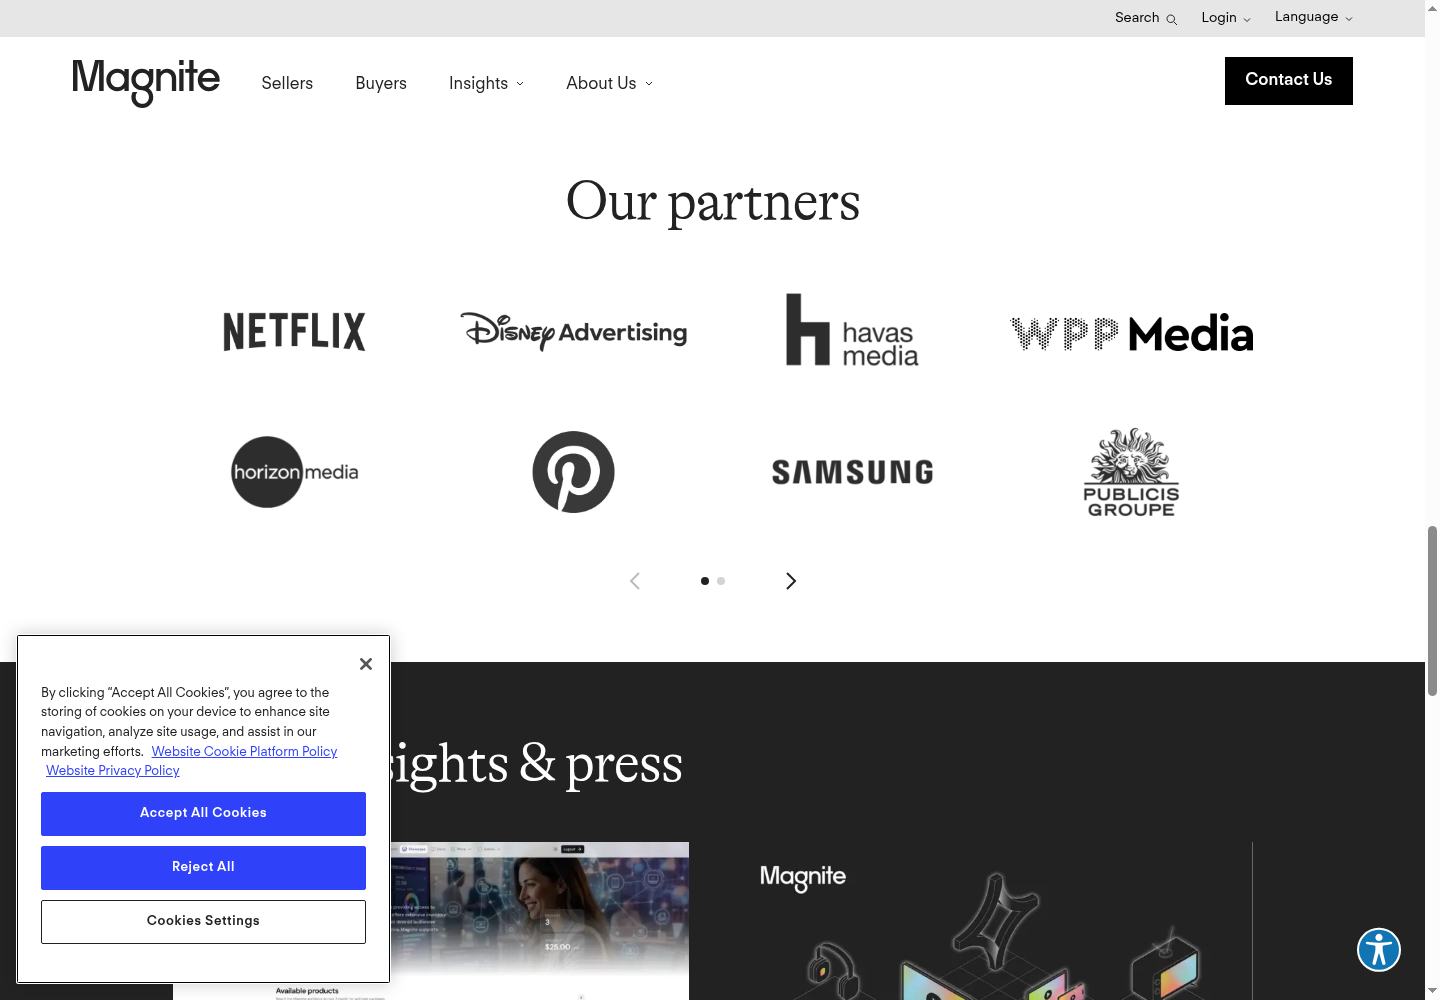 Search
Login
Language
Magnite
Sellers
Buyers
Insights
About Us
Contact Us
Our partners
NETFLIX
Disney Advertising
havas
media
WPP Media
horizon media
SAMSUNG
PUBLICIS
GROUPE
By clicking “Accept All Cookies”, you agree to the
storing of cookies on your device to enhance site
navigation, analyze site usage, and assist in our
marketing efforts. Website Cookie Platform Policy
Website Privacy Policy
Accept All Cookies
Reject All
Cookies Settings
sights & press
Magnite
3
$25.00
Available products